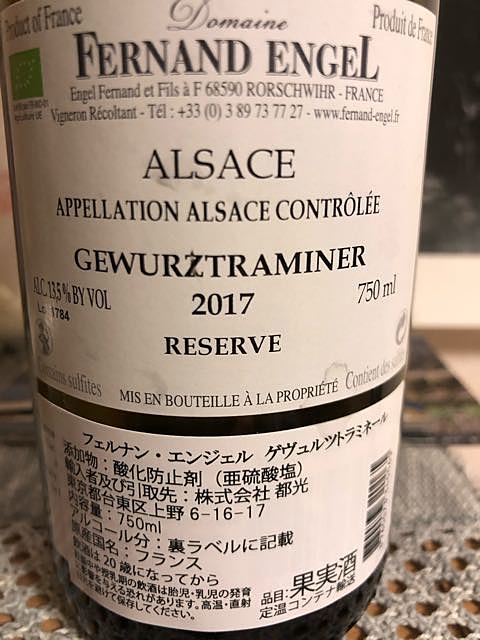 Product of France
Produit de France
Domaine
FERNAND ENGEL
Engel Fernand et Fils à F 68590 RORSCHWIHR - FRANCE
Vigneron Récoltant - Tél : +33 (0) 3 89 73 77 27 - www.fernand-engel.fr
Agriculture UE
ALSACE
APPELLATION ALSACE CONTRÔLÉE
GEWURZTRAMINER
ALC. 13,5 % BY VOL
2017
750 ml
RESERVE
Contains sulfites
MIS EN BOUTEILLE À LA PROPRIÉTÉ
Contient des sulfites
フェルナン・エンジェル ゲヴュルツトラミネール
添加物:酸化防止剤(亜硫酸塩)
輸入者及び引取先:株式会社 都光
東京都台東区上野 6-16-17
内容量:750ml
アルコール分:裏ラベルに記載
原産国名:フランス
飲酒は20歳になってから
品目:果実酒
定温コンテナ輸送